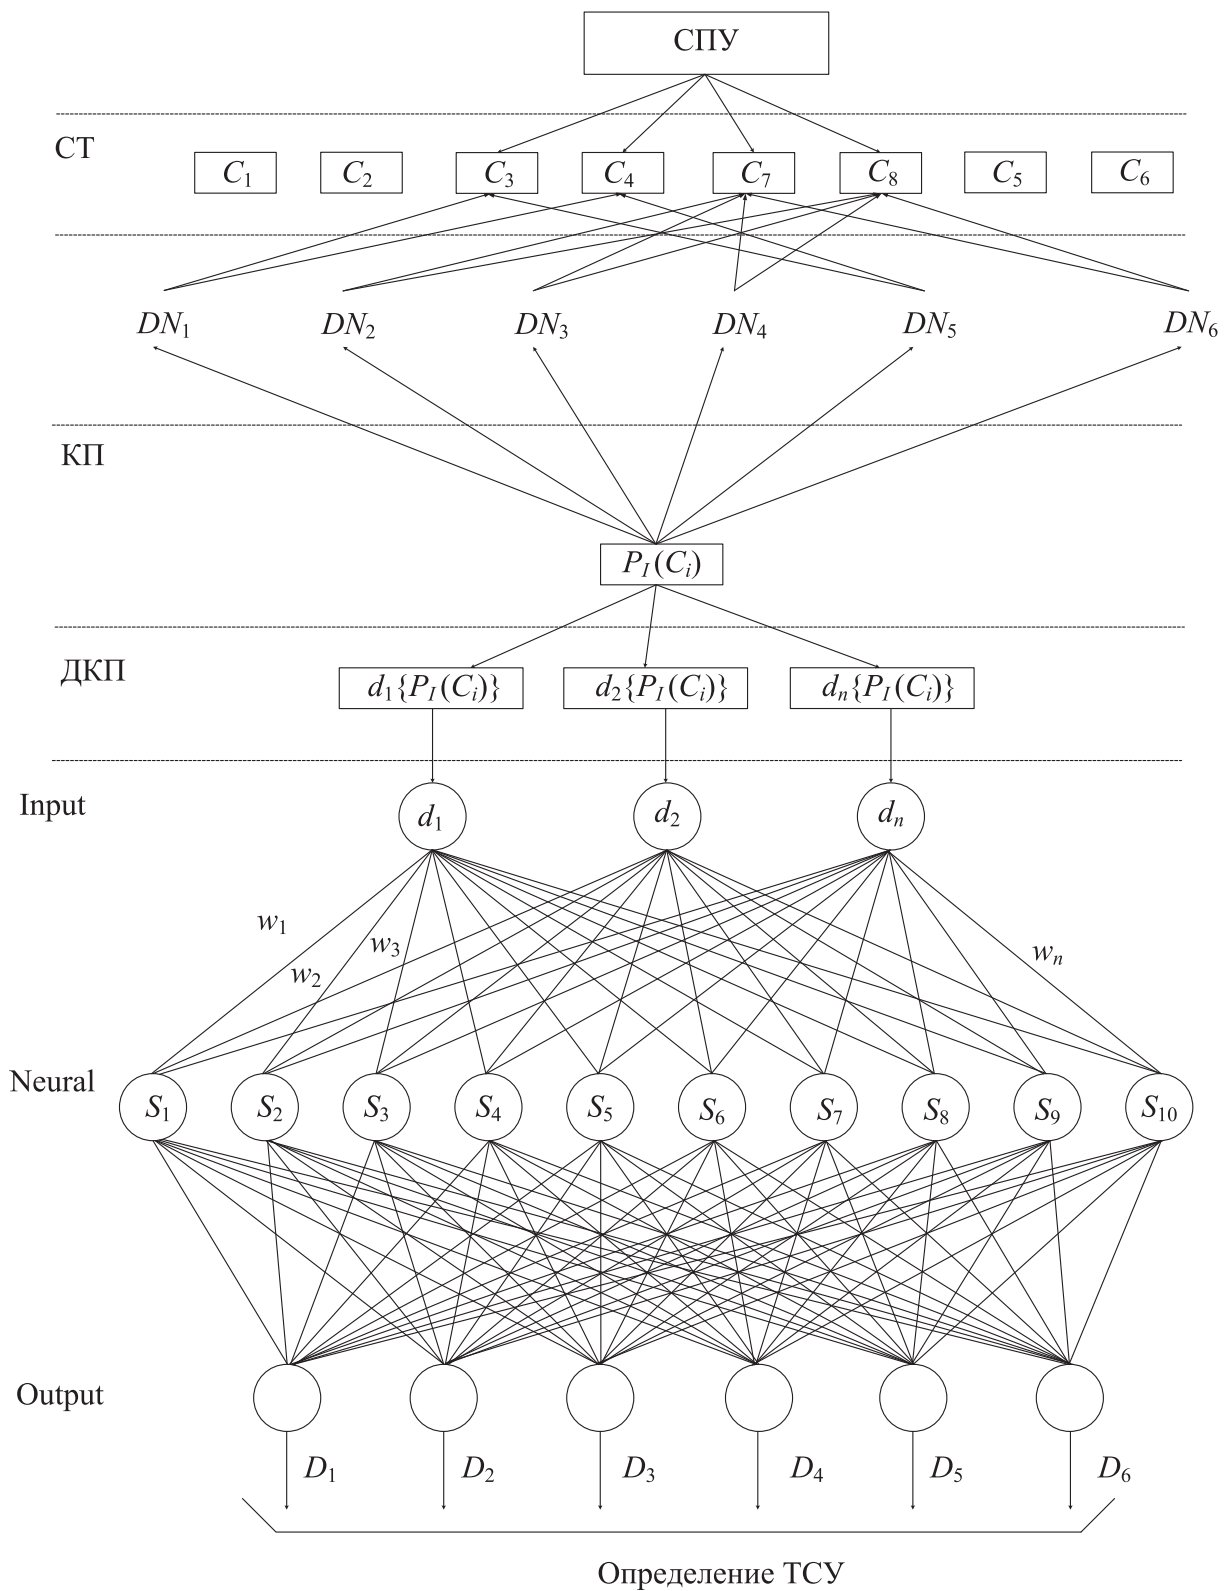 СПУ
СТ
C1 C2 C3 C4 C7 C8 C5 C6
DN1 DN2 DN3 DN4 DN5 DN6
КП
PI(Ci)
ДКП
d1{PI(Ci)} d2{PI(Ci)} dn{PI(Ci)}
Input
d1 d2 dn
w1 w2 w3 wn
Neural
S1 S2 S3 S4 S5 S6 S7 S8 S9 S10
Output
D1 D2 D3 D4 D5 D6
Определение ТСУ